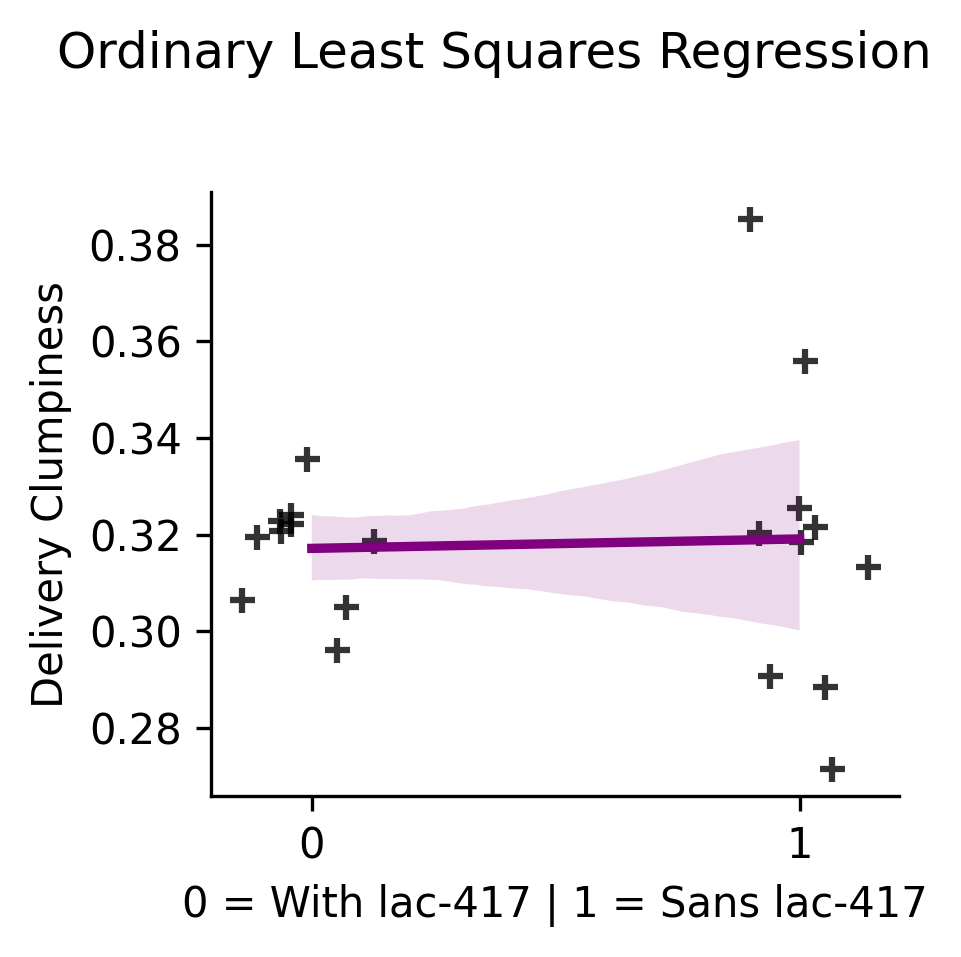 Ordinary Least Squares Regression
Delivery Clumpiness
0.38
0.36
0.34
0.32
0.30
0.28
0
1
0 = With lac-417 | 1 = Sans lac-417